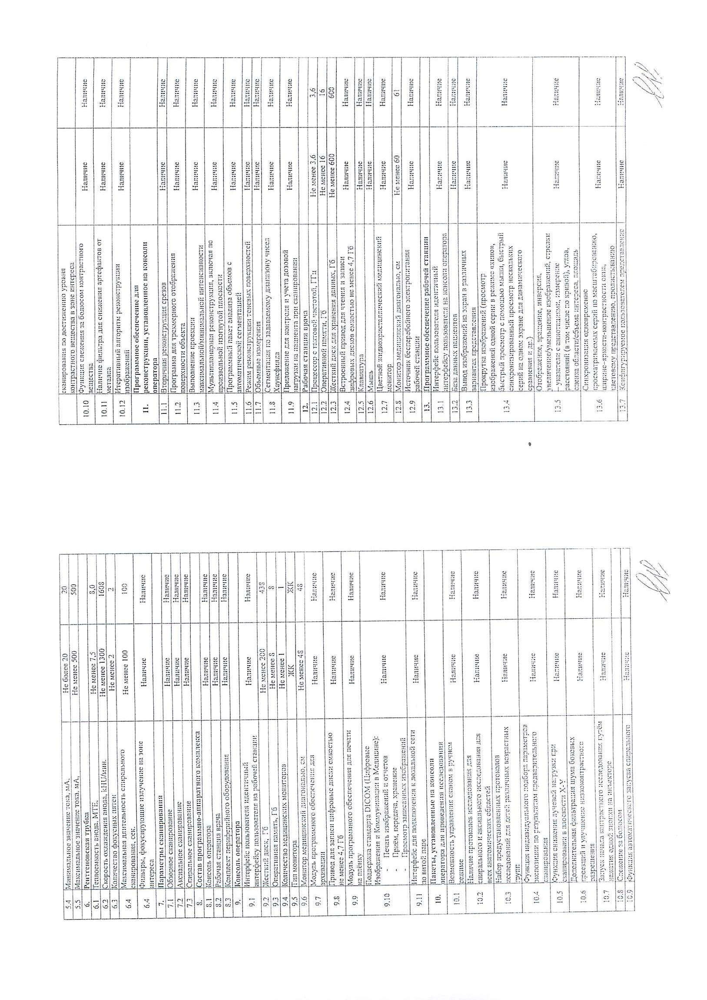 5.4 Минимальное значение тока, мА, Не более 20 20
5.5 Максимальное значение тока, мА, Не менее 500 500
6. Рентгеновская трубка
6.1 Теплоемкость анода, МТЕ, Не менее 7,5 8,0
6.2 Скорость охлаждения анода, kHU/мин. Не менее 1300 1608
6.3 Количество фокусных пятен Не менее 2 2
6.4 Максимальная длительность спирального Не менее 100 100
сканирования, сек.
6.4 Фильтры, фокусирующие излучение на зоне Наличие Наличие
интереса
7. Параметры сканирования
7.1 Обзорное сканирование Наличие Наличие
7.2 Аксиальное сканирование Наличие Наличие
7.3 Спиральное сканирование Наличие Наличие
8. Состав программно-аппаратного комплекса
8.1 Консоль оператора Наличие Наличие
8.2 Рабочая станция врача Наличие Наличие
8.3 Комплект периферийного оборудования Наличие Наличие
9. Консоль оператора
9.1 Интерфейс пользователя идентичный Наличие Наличие
интерфейсу пользователя на рабочей станции
9.2 Жесткий диск, Гб Не менее 200 438
9.3 Оперативная память, Гб Не менее 8 8
9.4 Количество медицинских мониторов Не менее 1 1
9.5 Тип монитора ЖК ЖК
9.6 Монитор медицинский диагональю, см Не менее 48 48
9.7 Модуль программного обеспечения для Наличие Наличие
архивации
9.8 Привод для записи цифровые диски емкостью Наличие Наличие
не менее 4,7 Гб
9.9 Модуль программного обеспечения для печати Наличие Наличие
на плёнку
9.10 Поддержка стандарта DICOM (Цифровые Наличие Наличие
Изображения и Коммуникации в Медицине):
- Печать изображений и отчетов
- Приём, передача, хранение
- Просмотр записанных изображений
9.11 Интерфейс для подключения к локальной сети Наличие Наличие
по витой паре
10. Пакеты, установленные на консоли
оператора для проведения исследования
10.1 Возможность управления сканом в ручном Наличие Наличие
режиме
10.2 Наличие протоколов исследования для Наличие Наличие
спирального и аксиального исследования для
всех анатомических областей
10.3 Набор предустановленных протоколов Наличие Наличие
исследований для детей различных возрастных
групп
10.4 Функция индивидуального подбора параметров Наличие Наличие
экспозиции по результатам предварительного
сканирования
10.5 Функция снижения лучевой нагрузки при Наличие Наличие
сканировании в плоскости X-Y
10.6 Дополнительная фильтрация шума боковых Наличие Наличие
проекций и улучшение низкоконтрастного
разрешения
10.7 Запуск начала контрастного исследования путём Наличие Наличие
нажатия одной кнопки на инъекторе
10.8 Слежение за болюсом
10.9 Функция автоматического запуска спирального Наличие Наличие
сканирования по достижению уровня
контрастного вещества в зоне интереса
10.10 Функция слежения за болюсом контрастного Наличие Наличие
вещества
10.11 Наличие фильтра для снижения артефактов от Наличие Наличие
металла
10.12 Итеративный алгоритм реконструкции Наличие Наличие
изображений
11. Программное обеспечение для
реконструкции, установленное на консоли
оператора
11.1 Вторичная реконструкция срезов Наличие Наличие
11.2 Программа для трехмерного отображения Наличие Наличие
поверхности объекта
11.3 Выполнение проекции Наличие Наличие
максимальной/минимальной интенсивности
11.4 Мультипланарная реконструкция, включая по Наличие Наличие
произвольной изогнутой плоскости
11.5 Программный пакет анализа объемов с Наличие Наличие
автоматической сегментацией
11.6 Режим реконструкции теневых поверхностей Наличие Наличие
11.7 Объемные измерения Наличие Наличие
11.8 Сегментация по задаваемому диапазону чисел Наличие Наличие
Хаунсфилда
11.9 Приложение для контроля и учета дозовой Наличие Наличие
нагрузки на пациента при сканировании
12. Рабочая станция врача
12.1 Процессор с тактовой частотой, ГГц Не менее 3,6 3,6
12.2 Оперативной памяти, Гб Не менее 16 16
12.3 Жесткий диск для хранения данных, Гб Не менее 600 600
12.4 Встроенный привод для чтения и записи Наличие Наличие
цифровых дисков емкостью не менее 4,7 Гб
12.5 Клавиатура Наличие Наличие
12.6 Мышь Наличие Наличие
12.7 Цветной жидкокристаллический медицинский Наличие Наличие
монитор
12.8 Монитор медицинский диагональю, см Не менее 60 61
12.9 Источник бесперебойного электропитания Наличие Наличие
рабочей станции
13. Программное обеспечение рабочей станции
13.1 Интерфейс пользователя идентичный Наличие Наличие
интерфейсу пользователя на консоли оператора
13.2 База данных пациентов Наличие Наличие
13.3 Вывод изображений на экран в различных Наличие Наличие
вариантах представления
13.4 Прокрутка изображений (просмотр Наличие Наличие
изображений одной серии в режиме «кино»,
быстрый просмотр с помощью мыши, быстрый
синхронизированный просмотр нескольких
серий на одном экране для динамического
сравнения и др.)
13.5 Отображение, вращение, инверсия, Наличие Наличие
увеличение/уменьшение изображений, стрелки
– указатели с аннотациями, измерение
расстояний (в том числе по кривой), углов,
оценка области/объема интереса, площадь
13.6 Синхронизация одновременно Наличие Наличие
просматриваемых серий по масштабированию,
ширине-яркости-контрастности окна,
цветовому представлению, пролистыванию
13.7 Конфигурируемое пользователем представление Наличие Наличие